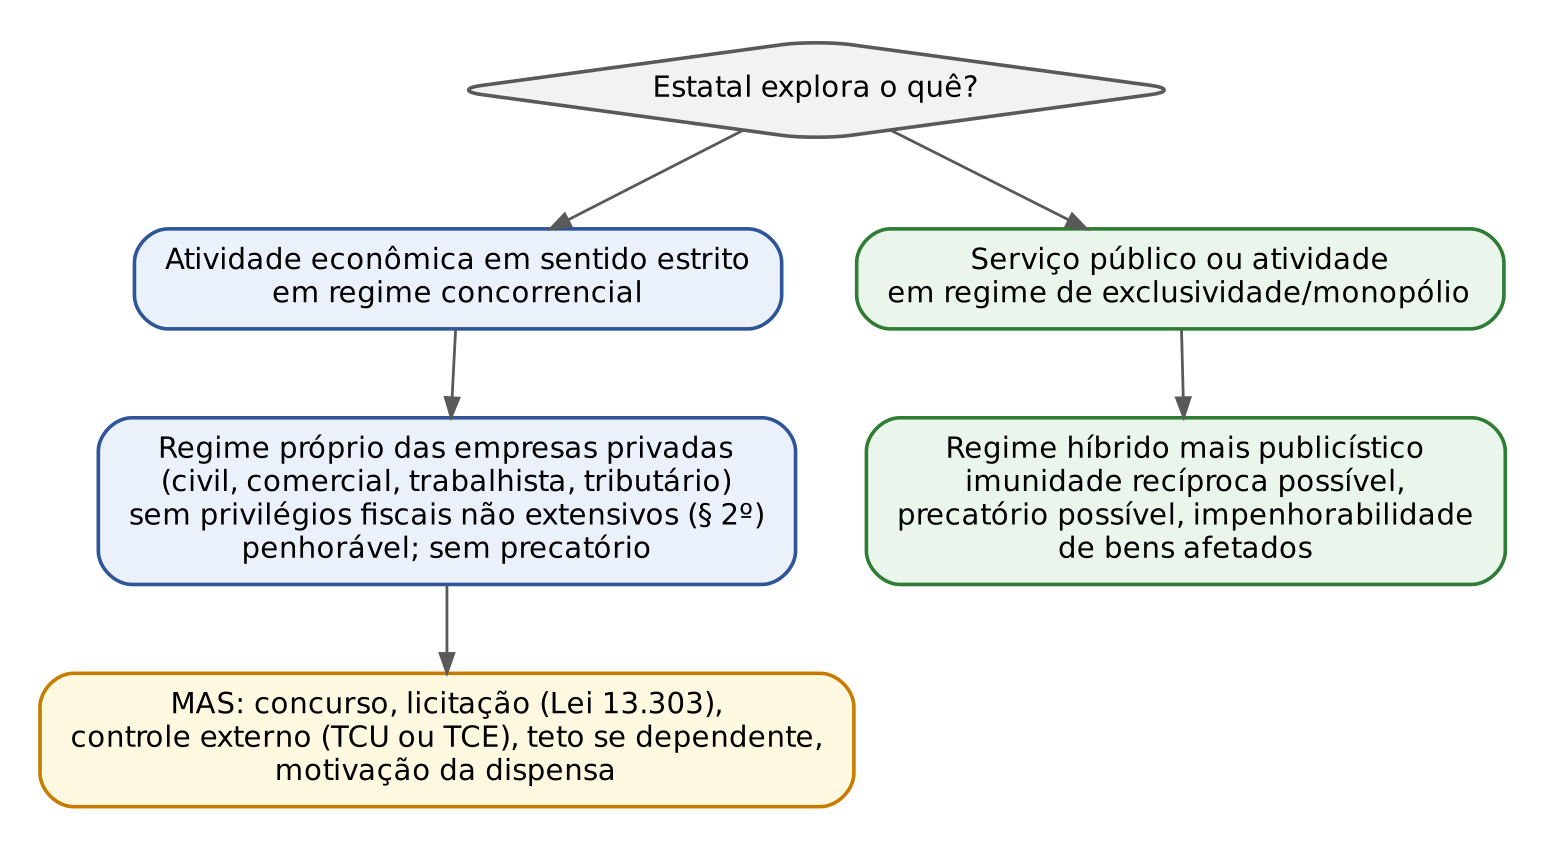 Estatal explora o quê?
Atividade econômica em sentido estrito
em regime concorrencial
Serviço público ou atividade
em regime de exclusividade/monopólio
Regime próprio das empresas privadas
(civil, comercial, trabalhista, tributário)
sem privilégios fiscais não extensivos (§ 2º)
penhorável; sem precatório
Regime híbrido mais publicístico
imunidade recíproca possível,
precatório possível, impenhorabilidade
de bens afetados
MAS: concurso, licitação (Lei 13.303),
controle externo (TCU ou TCE), teto se dependente,
motivação da dispensa